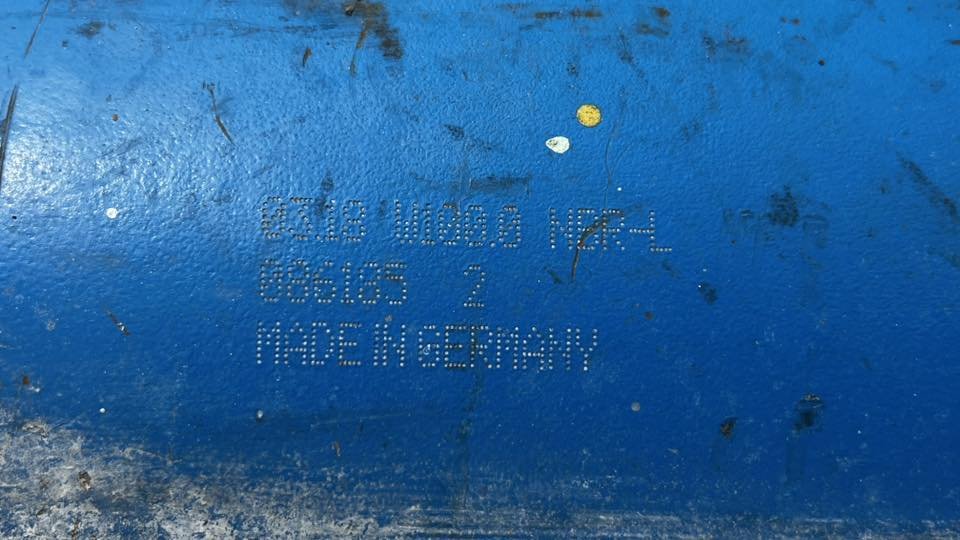 0318 W100.0 NBR-L
086185 2
MADE IN GERMANY